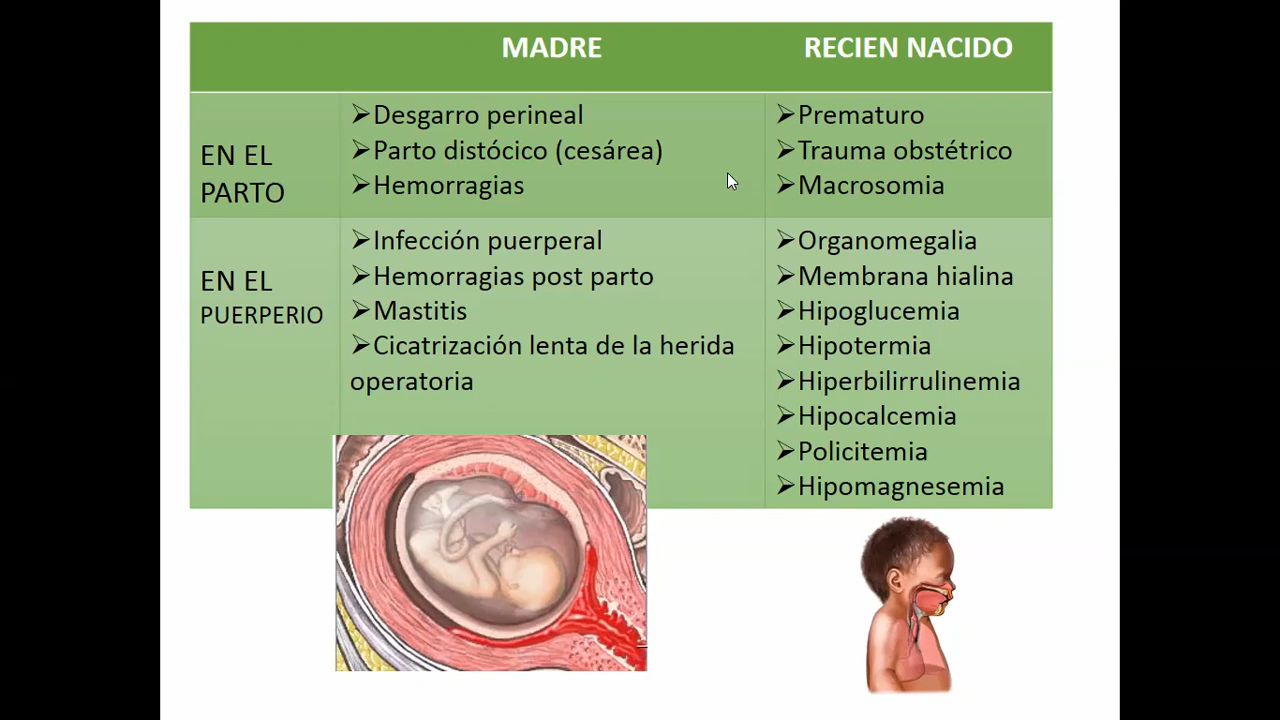 MADRE
RECIEN NACIDO
EN EL
PARTO
➢Desgarro perineal
➢Parto distócico (cesárea)
➢Hemorragias
➢Prematuro
➢Trauma obstétrico
➢Macrosomia
EN EL
PUERPERIO
➢Infección puerperal
➢Hemorragias post parto
➢Mastitis
➢Cicatrización lenta de la herida
operatoria
➢Organomegalia
➢Membrana hialina
➢Hipoglucemia
➢Hipotermia
➢Hiperbilirrulinemia
➢Hipocalcemia
➢Policitemia
➢Hipomagnesemia